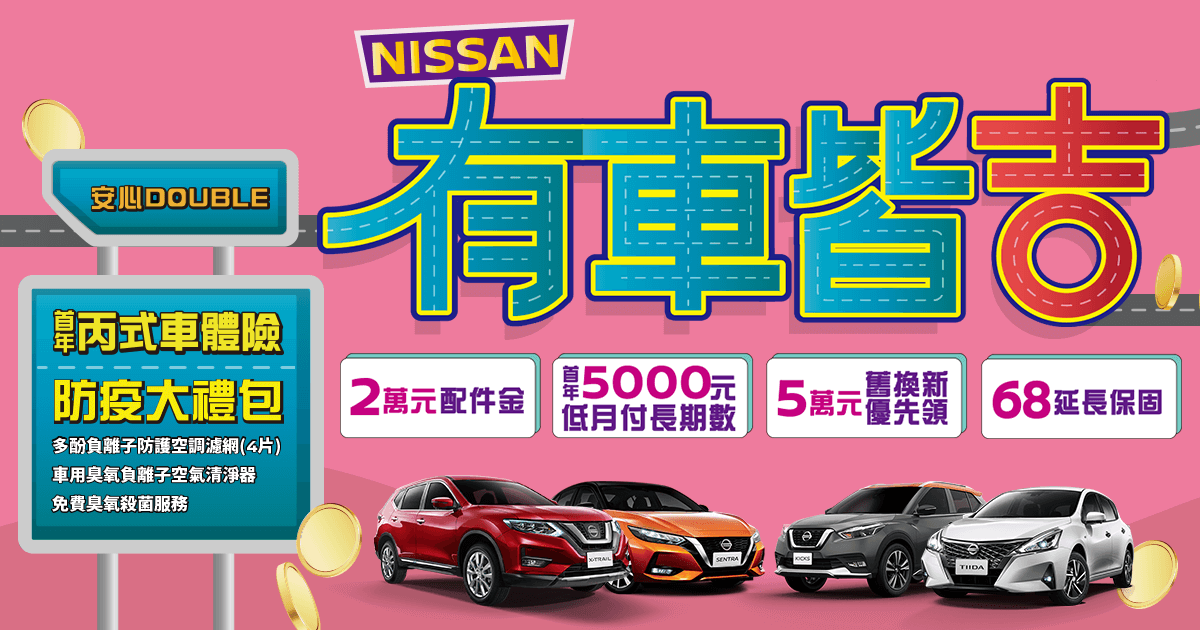 NISSAN
有車皆吉
安心DOUBLE
首年丙式車體險
防疫大禮包
多酚負離子防護空調濾網(4片)
車用臭氧負離子空氣清淨器
免費臭氧殺菌服務
2萬元配件金
首年5000元
低月付長期數
5萬元舊換新
優先領
68延長保固
X-TRAIL
SENTRA
KICKS
TIIDA